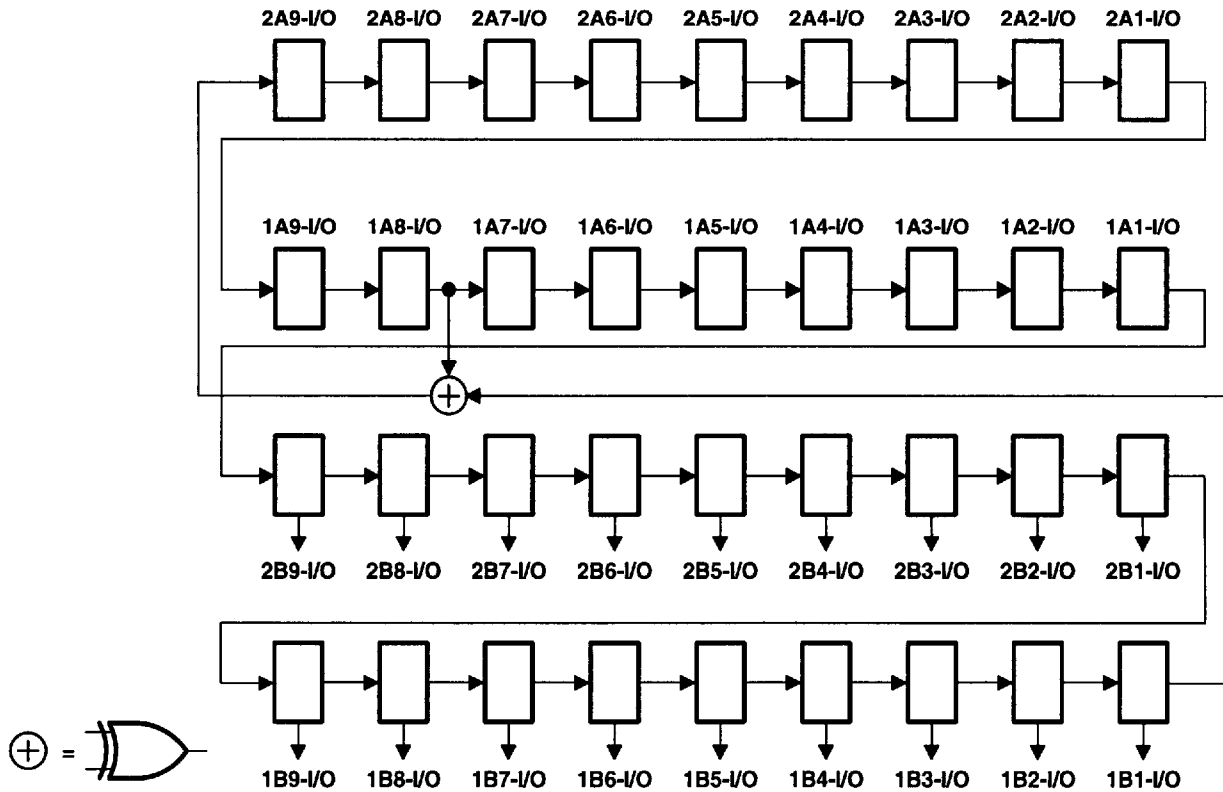 2A9-I/O 2A8-I/O 2A7-I/O 2A6-I/O 2A5-I/O 2A4-I/O 2A3-I/O 2A2-I/O 2A1-I/O
1A9-I/O 1A8-I/O 1A7-I/O 1A6-I/O 1A5-I/O 1A4-I/O 1A3-I/O 1A2-I/O 1A1-I/O
2B9-I/O 2B8-I/O 2B7-I/O 2B6-I/O 2B5-I/O 2B4-I/O 2B3-I/O 2B2-I/O 2B1-I/O
=
1B9-I/O 1B8-I/O 1B7-I/O 1B6-I/O 1B5-I/O 1B4-I/O 1B3-I/O 1B2-I/O 1B1-I/O